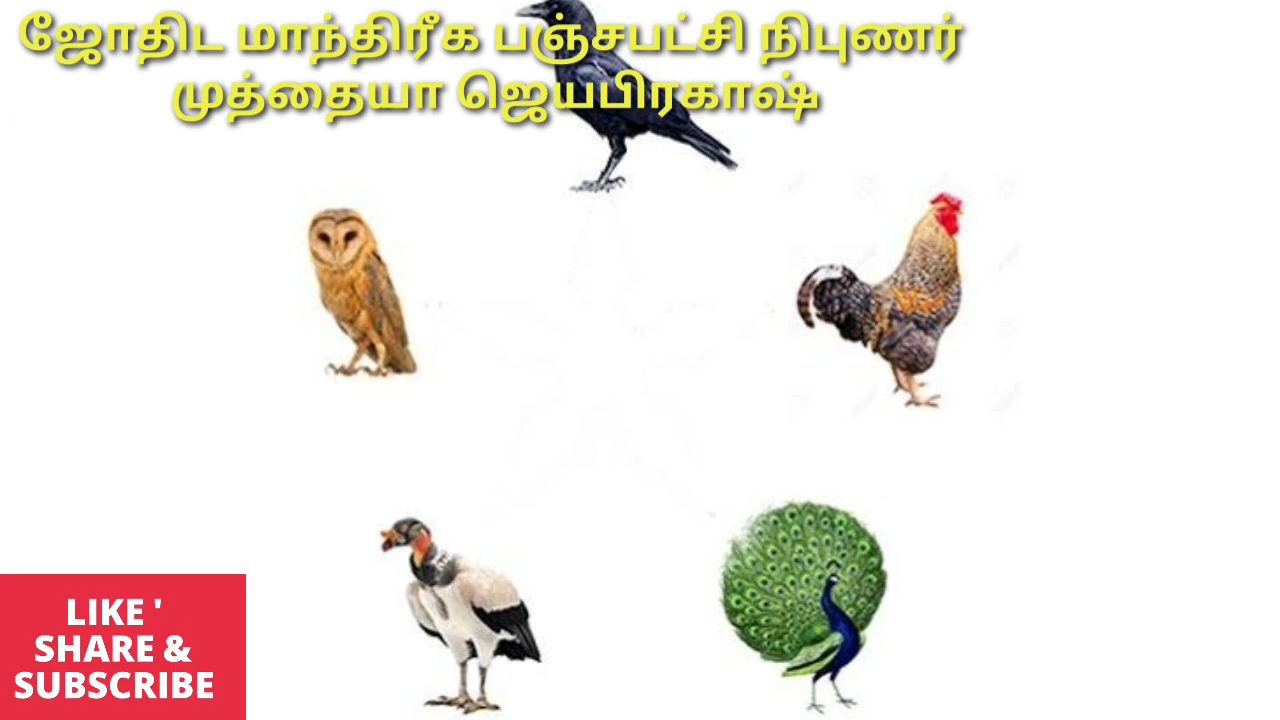 ஜோதிட மாந்திரீக பஞ்சபட்சி நிபுணர்
முத்தையா ஜெயபிரகாஷ்
LIKE '
SHARE &
SUBSCRIBE